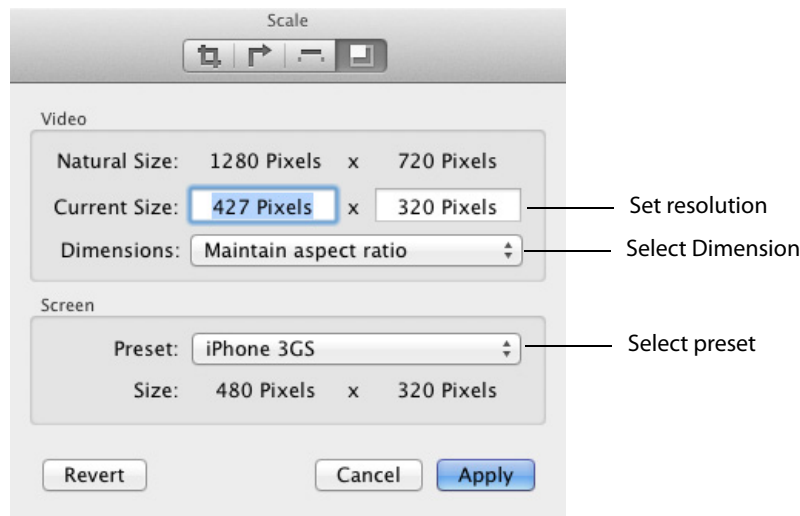 Scale
Video
Natural Size: 1280 Pixels x 720 Pixels
Current Size: 427 Pixels x 320 Pixels Set resolution
Dimensions: Maintain aspect ratio Select Dimension
Screen
Preset: iPhone 3GS Select preset
Size: 480 Pixels x 320 Pixels
Revert Cancel Apply